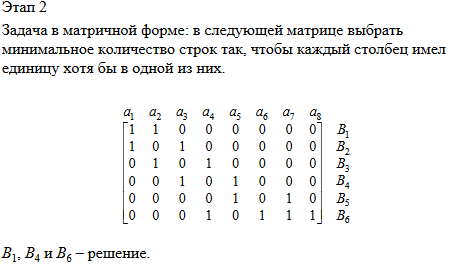 Этап 2
Задача в матричной форме: в следующей матрице выбрать
минимальное количество строк так, чтобы каждый столбец имел
единицу хотя бы в одной из них.
a1 a2 a3 a4 a5 a6 a7 a8
1 1 0 0 0 0 0 0 B1
1 0 1 0 0 0 0 0 B2
0 1 0 1 0 0 0 0 B3
0 0 1 0 1 0 0 0 B4
0 0 0 0 1 0 1 0 B5
0 0 0 1 0 1 1 1 B6
B1, B4 и B6 – решение.